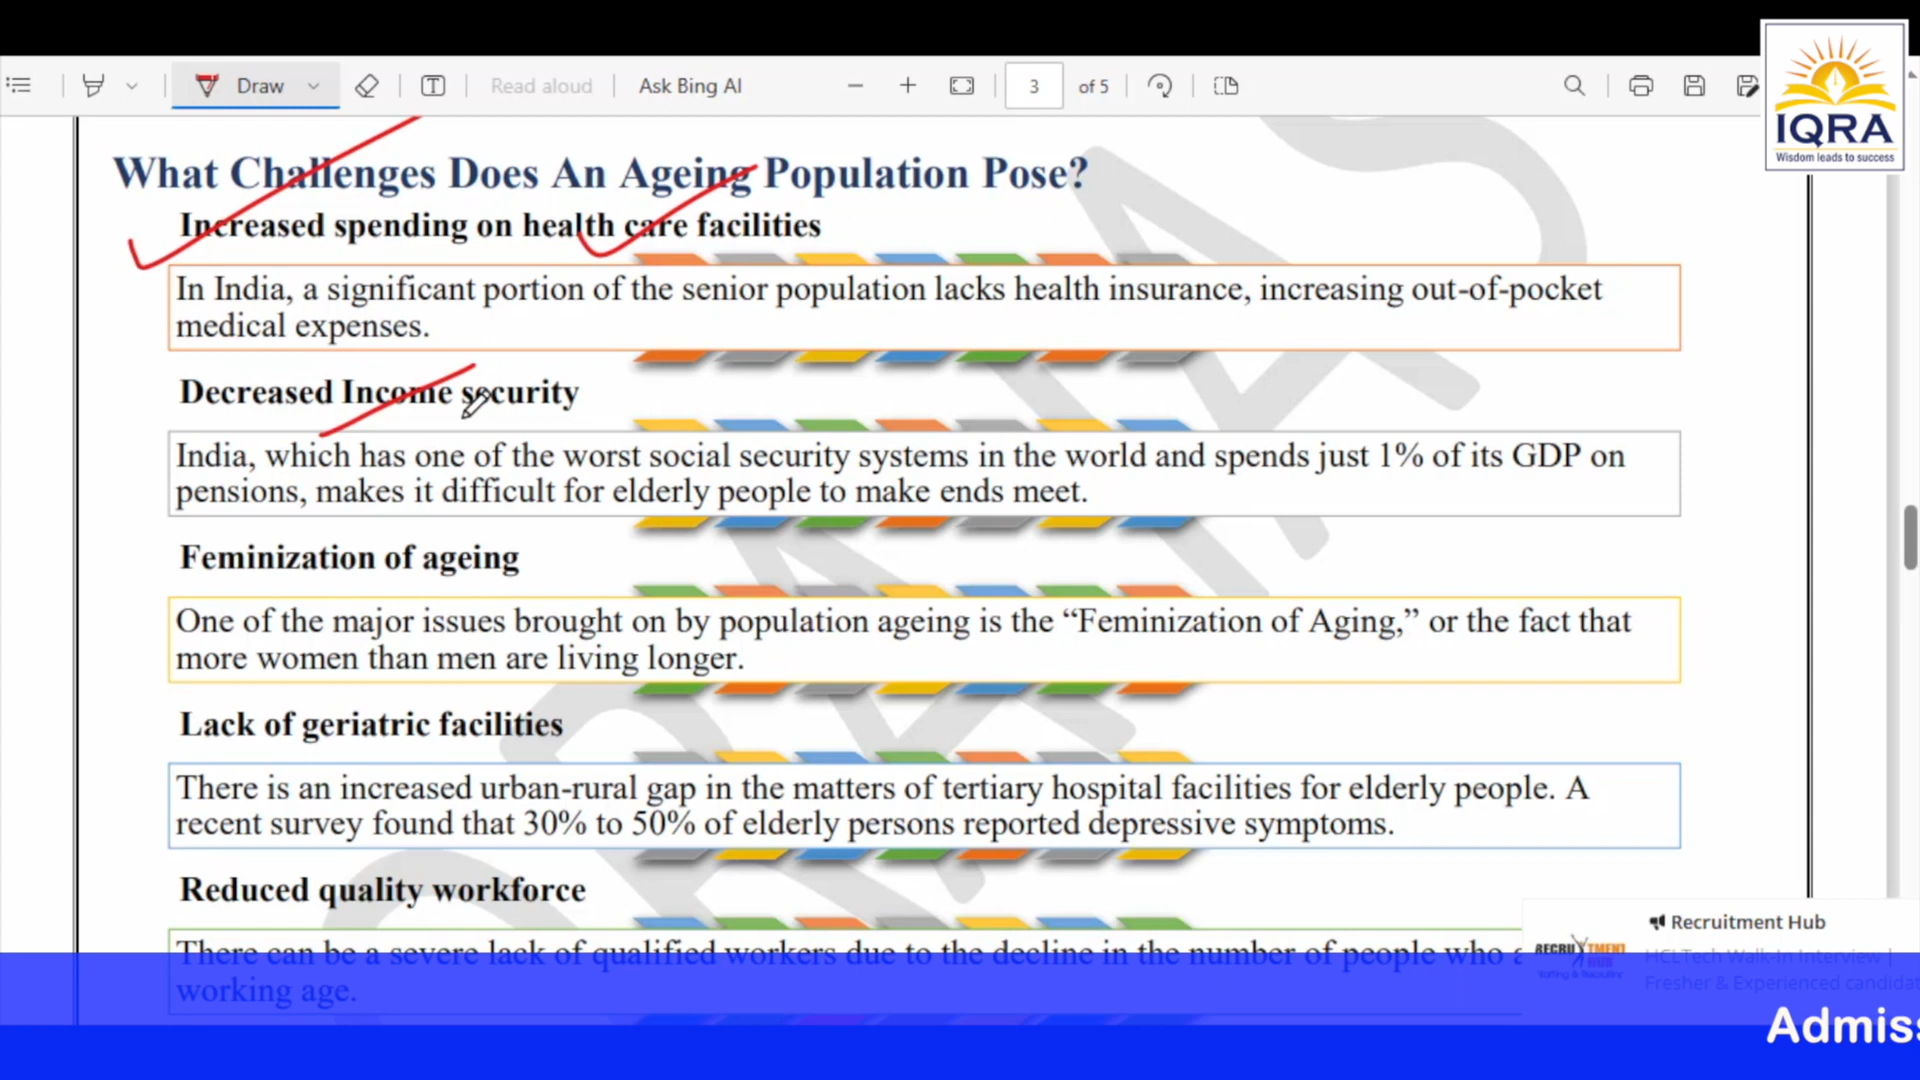 Draw
Read aloud
Ask Bing AI
3 of 5
IQRA
Wisdom leads to success
What Challenges Does An Ageing Population Pose?
Increased spending on health care facilities
In India, a significant portion of the senior population lacks health insurance, increasing out-of-pocket
medical expenses.
Decreased Income security
India, which has one of the worst social security systems in the world and spends just 1% of its GDP on
pensions, makes it difficult for elderly people to make ends meet.
Feminization of ageing
One of the major issues brought on by population ageing is the “Feminization of Aging,” or the fact that
more women than men are living longer.
Lack of geriatric facilities
There is an increased urban-rural gap in the matters of tertiary hospital facilities for elderly people. A
recent survey found that 30% to 50% of elderly persons reported depressive symptoms.
Reduced quality workforce
There can be a severe lack of qualified workers due to the decline in the number of people who
working age.
Recruitment Hub
HCLTech Walk-In Interview |
Fresher & Experienced candidat
Admiss